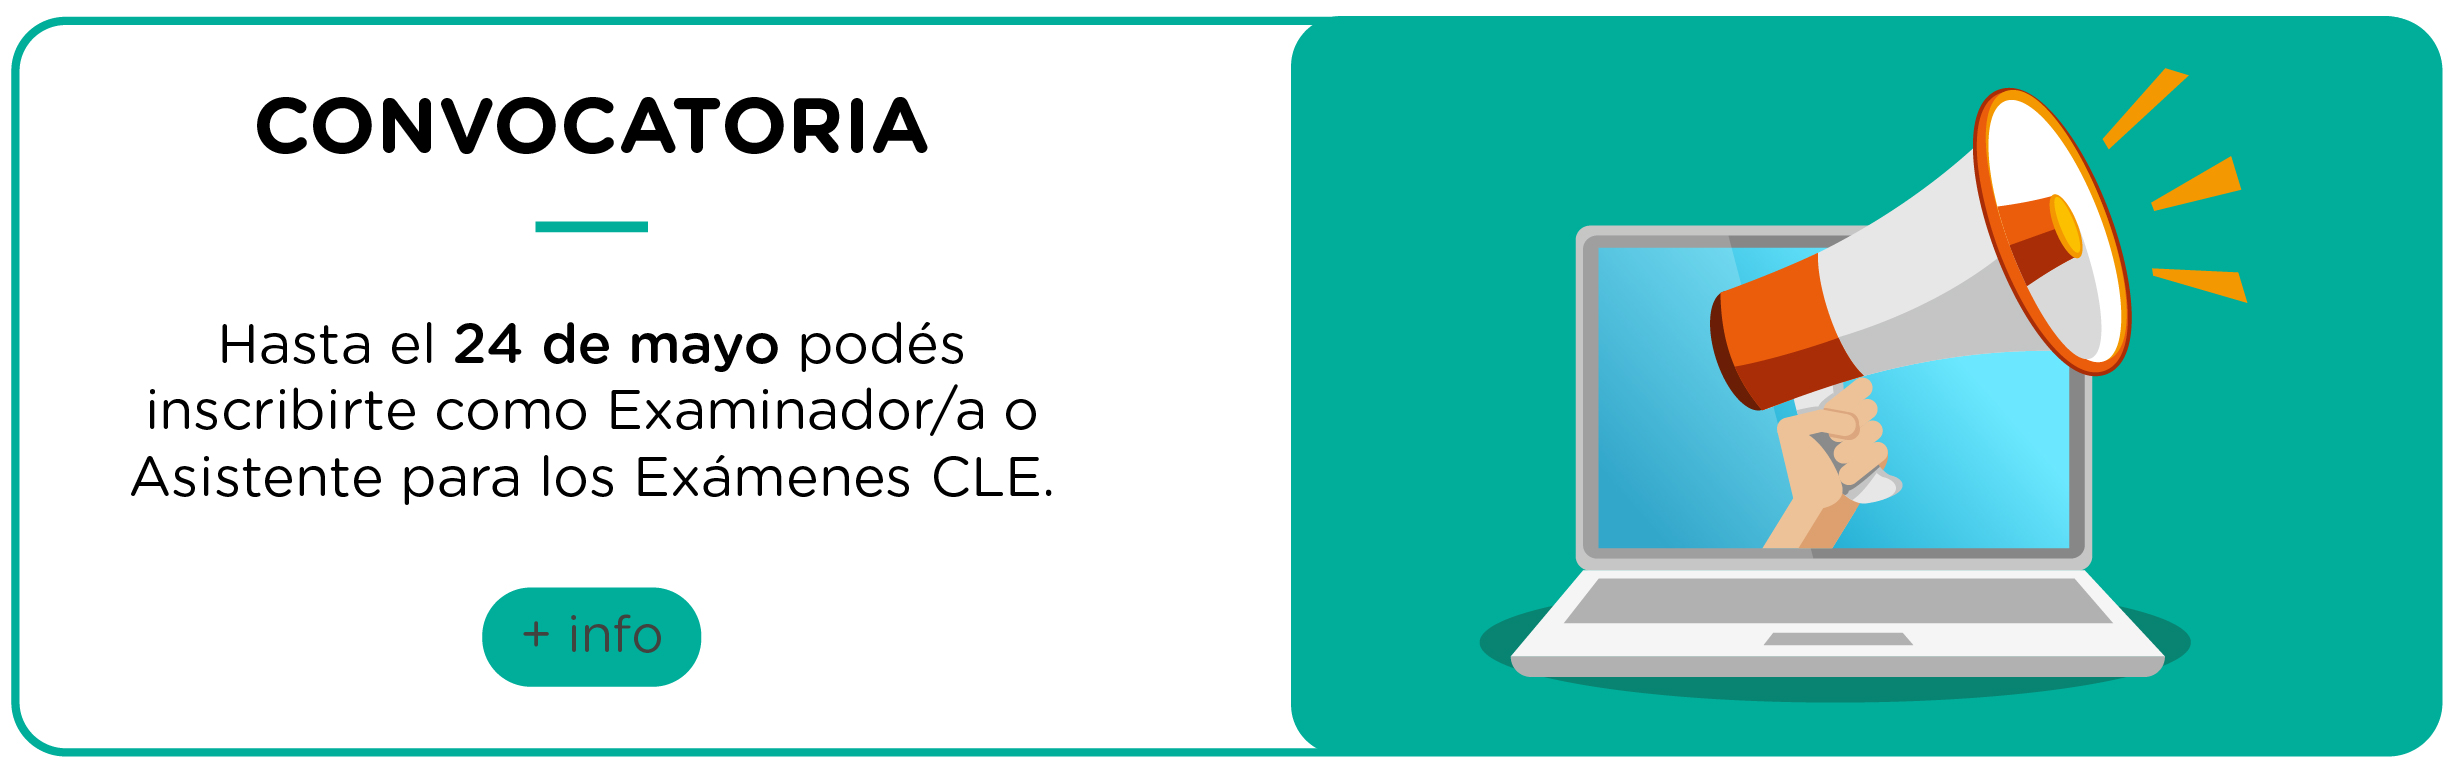 CONVOCATORIA
Hasta el 24 de mayo podés
inscribirte como Examinador/a o
Asistente para los Exámenes CLE.
+ info